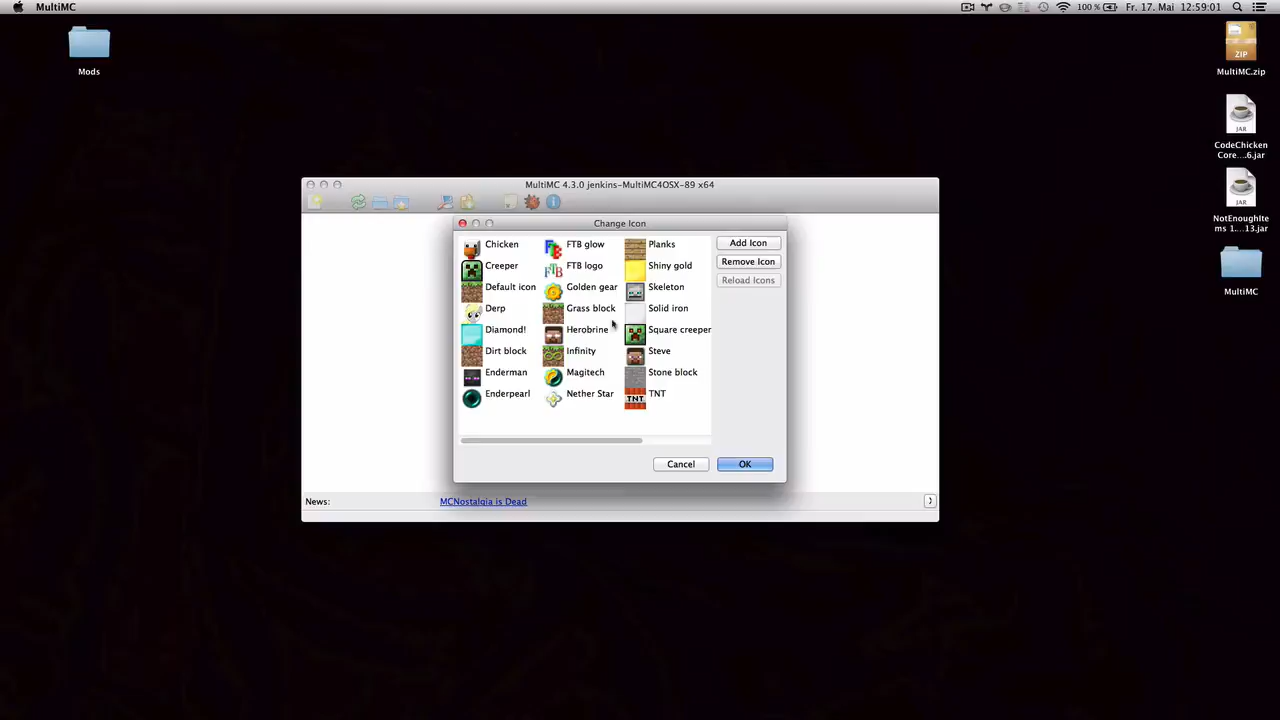 MultiMC
100 %
Fr. 17. Mai 12:59:01
Mods
ZIP
MultiMC.zip
JAR
CodeChicken
Core....6.jar
JAR
NotEnoughIte
ms 1....13.jar
MultiMC
MultiMC 4.3.0 jenkins-MultiMC4OSX-89 x64
Change Icon
Chicken
Creeper
Default icon
Derp
Diamond!
Dirt block
Enderman
Enderpearl
FTB glow
FTB logo
Golden gear
Grass block
Herobrine
Infinity
Magitech
Nether Star
Planks
Shiny gold
Skeleton
Solid iron
Square creeper
Steve
Stone block
TNT
TNT
Add Icon
Remove Icon
Reload Icons
Cancel
OK
News:
MCNostalgia is Dead